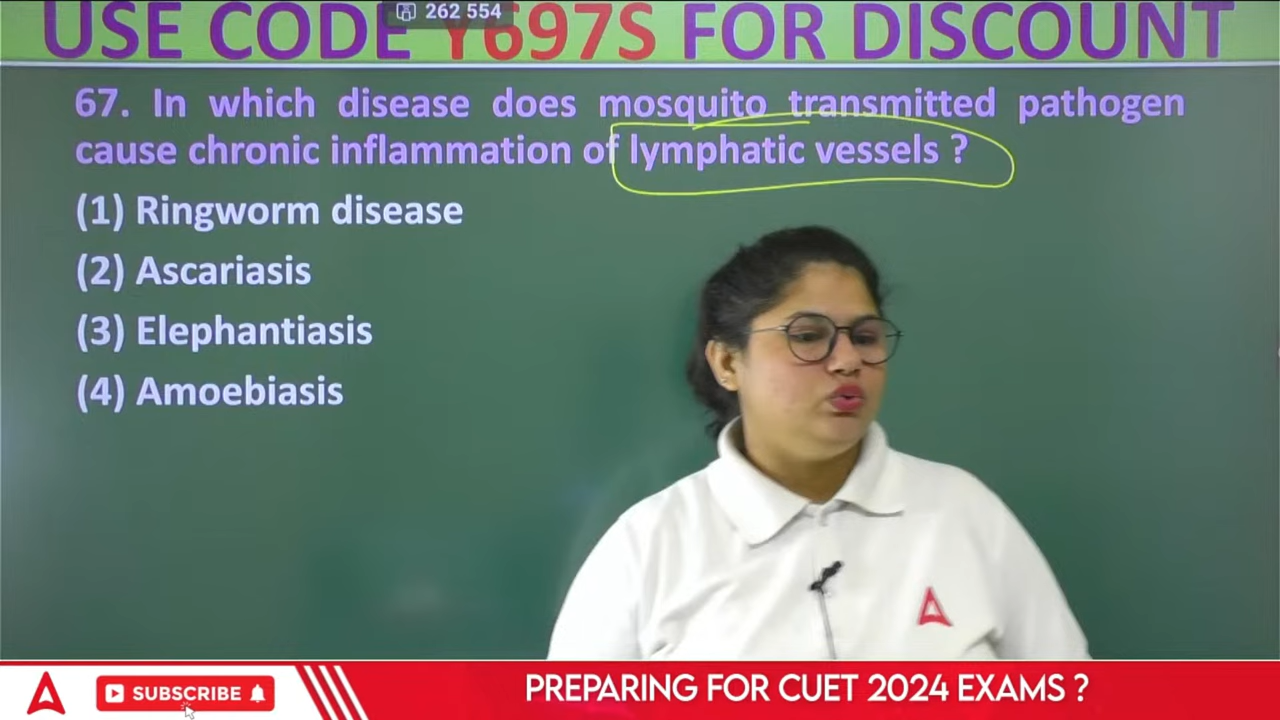 USE CODE Y697S FOR DISCOUNT
262 554
67. In which disease does mosquito transmitted pathogen
cause chronic inflammation of lymphatic vessels ?
(1) Ringworm disease
(2) Ascariasis
(3) Elephantiasis
(4) Amoebiasis
SUBSCRIBE
PREPARING FOR CUET 2024 EXAMS ?